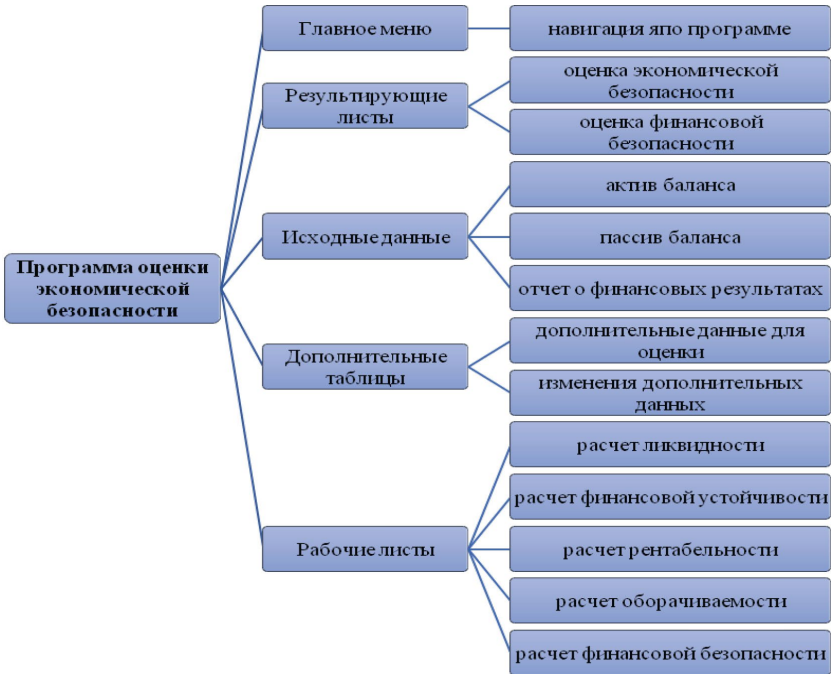 Главное меню
навигация япо программе
Результирующие
листы
оценка экономической
безопасности
оценка финансовой
безопасности
Исходные данные
актив баланса
пассив баланса
отчет о финансовых результатах
Программа оценки
экономической
безопасности
Дополнительные
таблицы
дополнительные данные для
оценки
изменения дополнительных
данных
Рабочие листы
расчет ликвидности
расчет финансовой устойчивости
расчет рентабельности
расчет оборачиваемости
расчет финансовой безопасности